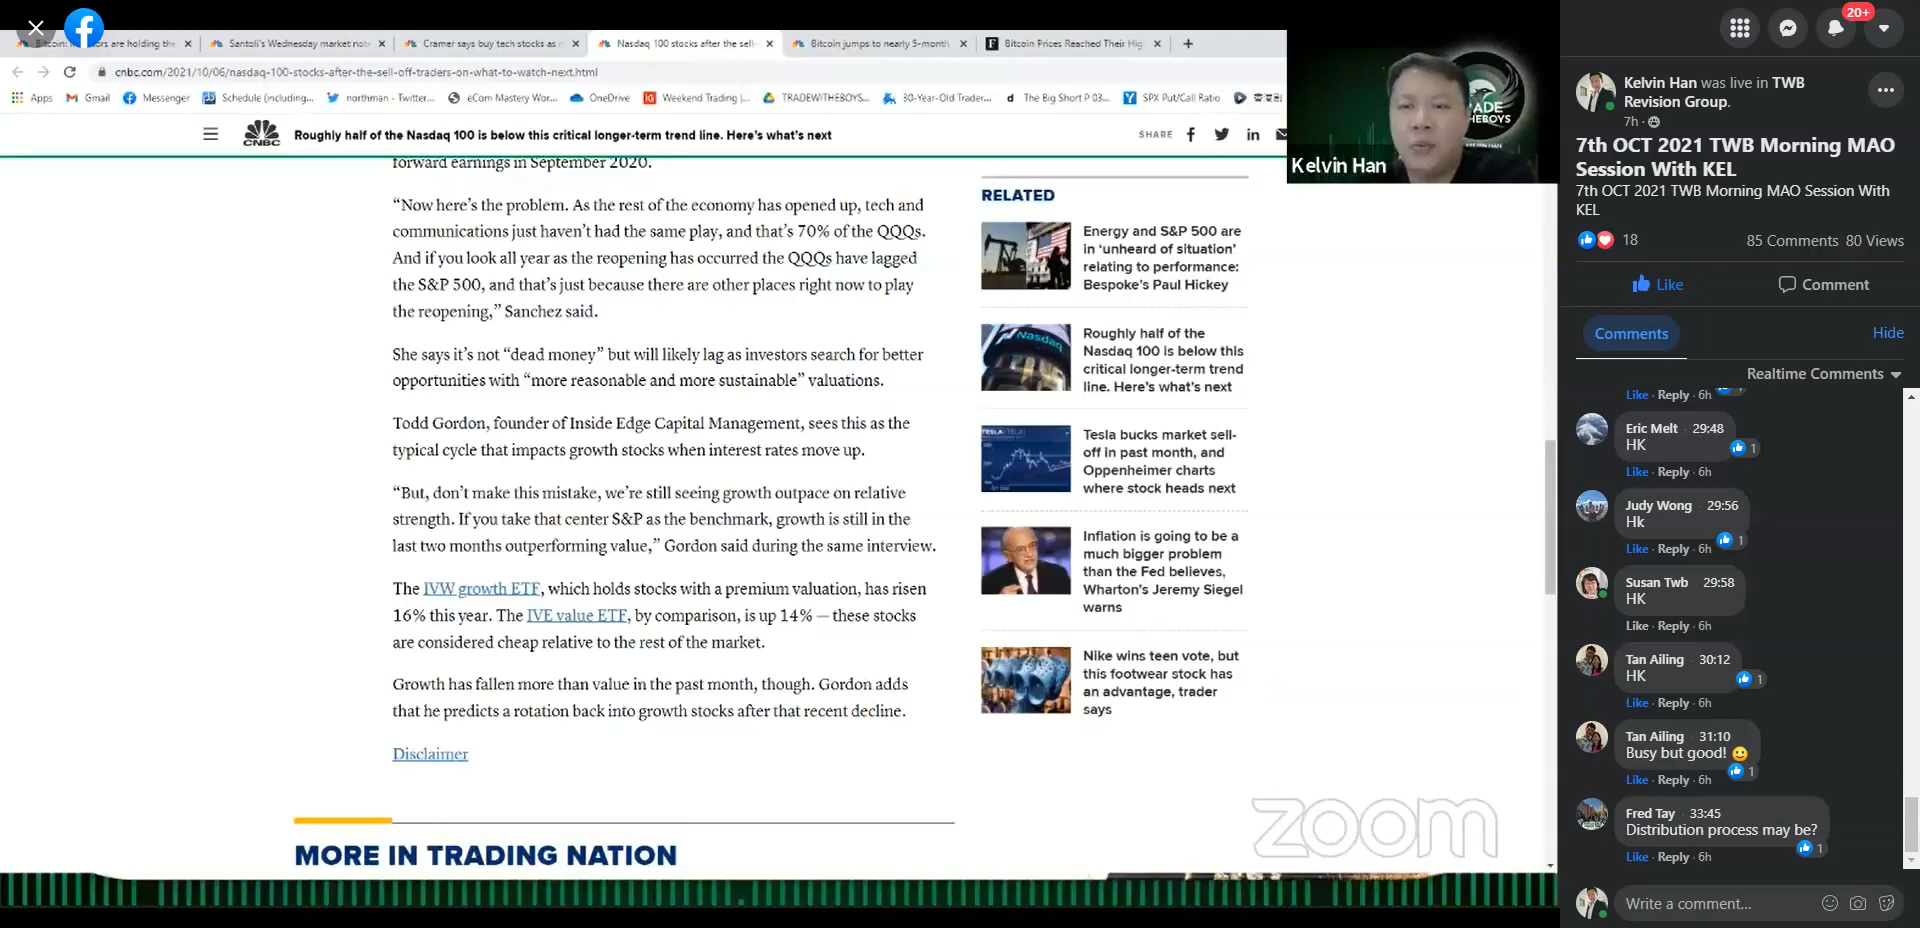 Santoli's Wednesday market note
Cramer says buy tech stocks as
Nasdaq 100 stocks after the sell-
Bitcoin jumps to nearly 5-month
Bitcoin Prices Reached Their Hig
cnbc.com/2021/10/06/nasdaq-100-stocks-after-the-sell-off-traders-on-what-to-watch-next.html
Apps
Gmail
Messenger
Schedule (including...
northman - Twitter...
eCom Mastery Wor...
OneDrive
Weekend Trading |...
TRADEWITHEBOYS...
30-Year-Old Trader...
The Big Short P 03...
SPX Put/Call Ratio
CNBC
Roughly half of the Nasdaq 100 is below this critical longer-term trend line. Here's what's next
SHARE
forward earnings in September 2020.
“Now here’s the problem. As the rest of the economy has opened up, tech and
communications just haven’t had the same play, and that’s 70% of the QQQs.
And if you look all year as the reopening has occurred the QQQs have lagged
the S&P 500, and that’s just because there are other places right now to play
the reopening,” Sanchez said.
She says it’s not “dead money” but will likely lag as investors search for better
opportunities with “more reasonable and more sustainable” valuations.
Todd Gordon, founder of Inside Edge Capital Management, sees this as the
typical cycle that impacts growth stocks when interest rates move up.
“But, don’t make this mistake, we’re still seeing growth outpace on relative
strength. If you take that center S&P as the benchmark, growth is still in the
last two months outperforming value,” Gordon said during the same interview.
The IVW growth ETF, which holds stocks with a premium valuation, has risen
16% this year. The IVE value ETF, by comparison, is up 14% — these stocks
are considered cheap relative to the rest of the market.
Growth has fallen more than value in the past month, though. Gordon adds
that he predicts a rotation back into growth stocks after that recent decline.
Disclaimer
MORE IN TRADING NATION
RELATED
Energy and S&P 500 are
in ‘unheard of situation’
relating to performance:
Bespoke’s Paul Hickey
Nasdaq
Roughly half of the
Nasdaq 100 is below this
critical longer-term trend
line. Here’s what’s next
Tesla bucks market sell-
off in past month, and
Oppenheimer charts
where stock heads next
Inflation is going to be a
much bigger problem
than the Fed believes,
Wharton’s Jeremy Siegel
warns
Nike wins teen vote, but
this footwear stock has
an advantage, trader
says
Kelvin Han
zoom
20+
Kelvin Han was live in TWB
Revision Group.
7h ·
7th OCT 2021 TWB Morning MAO
Session With KEL
7th OCT 2021 TWB Morning MAO Session With
KEL
18
85 Comments 80 Views
Like
Comment
Comments
Hide
Realtime Comments
Like · Reply · 6h
Eric Melt · 29:48
HK
1
Like · Reply · 6h
Judy Wong · 29:56
Hk
1
Like · Reply · 6h
Susan Twb · 29:58
HK
Like · Reply · 6h
Tan Ailing · 30:12
HK
1
Like · Reply · 6h
Tan Ailing · 31:10
Busy but good! 🙂
1
Like · Reply · 6h
Fred Tay · 33:45
Distribution process may be?
1
Like · Reply · 6h
Write a comment...